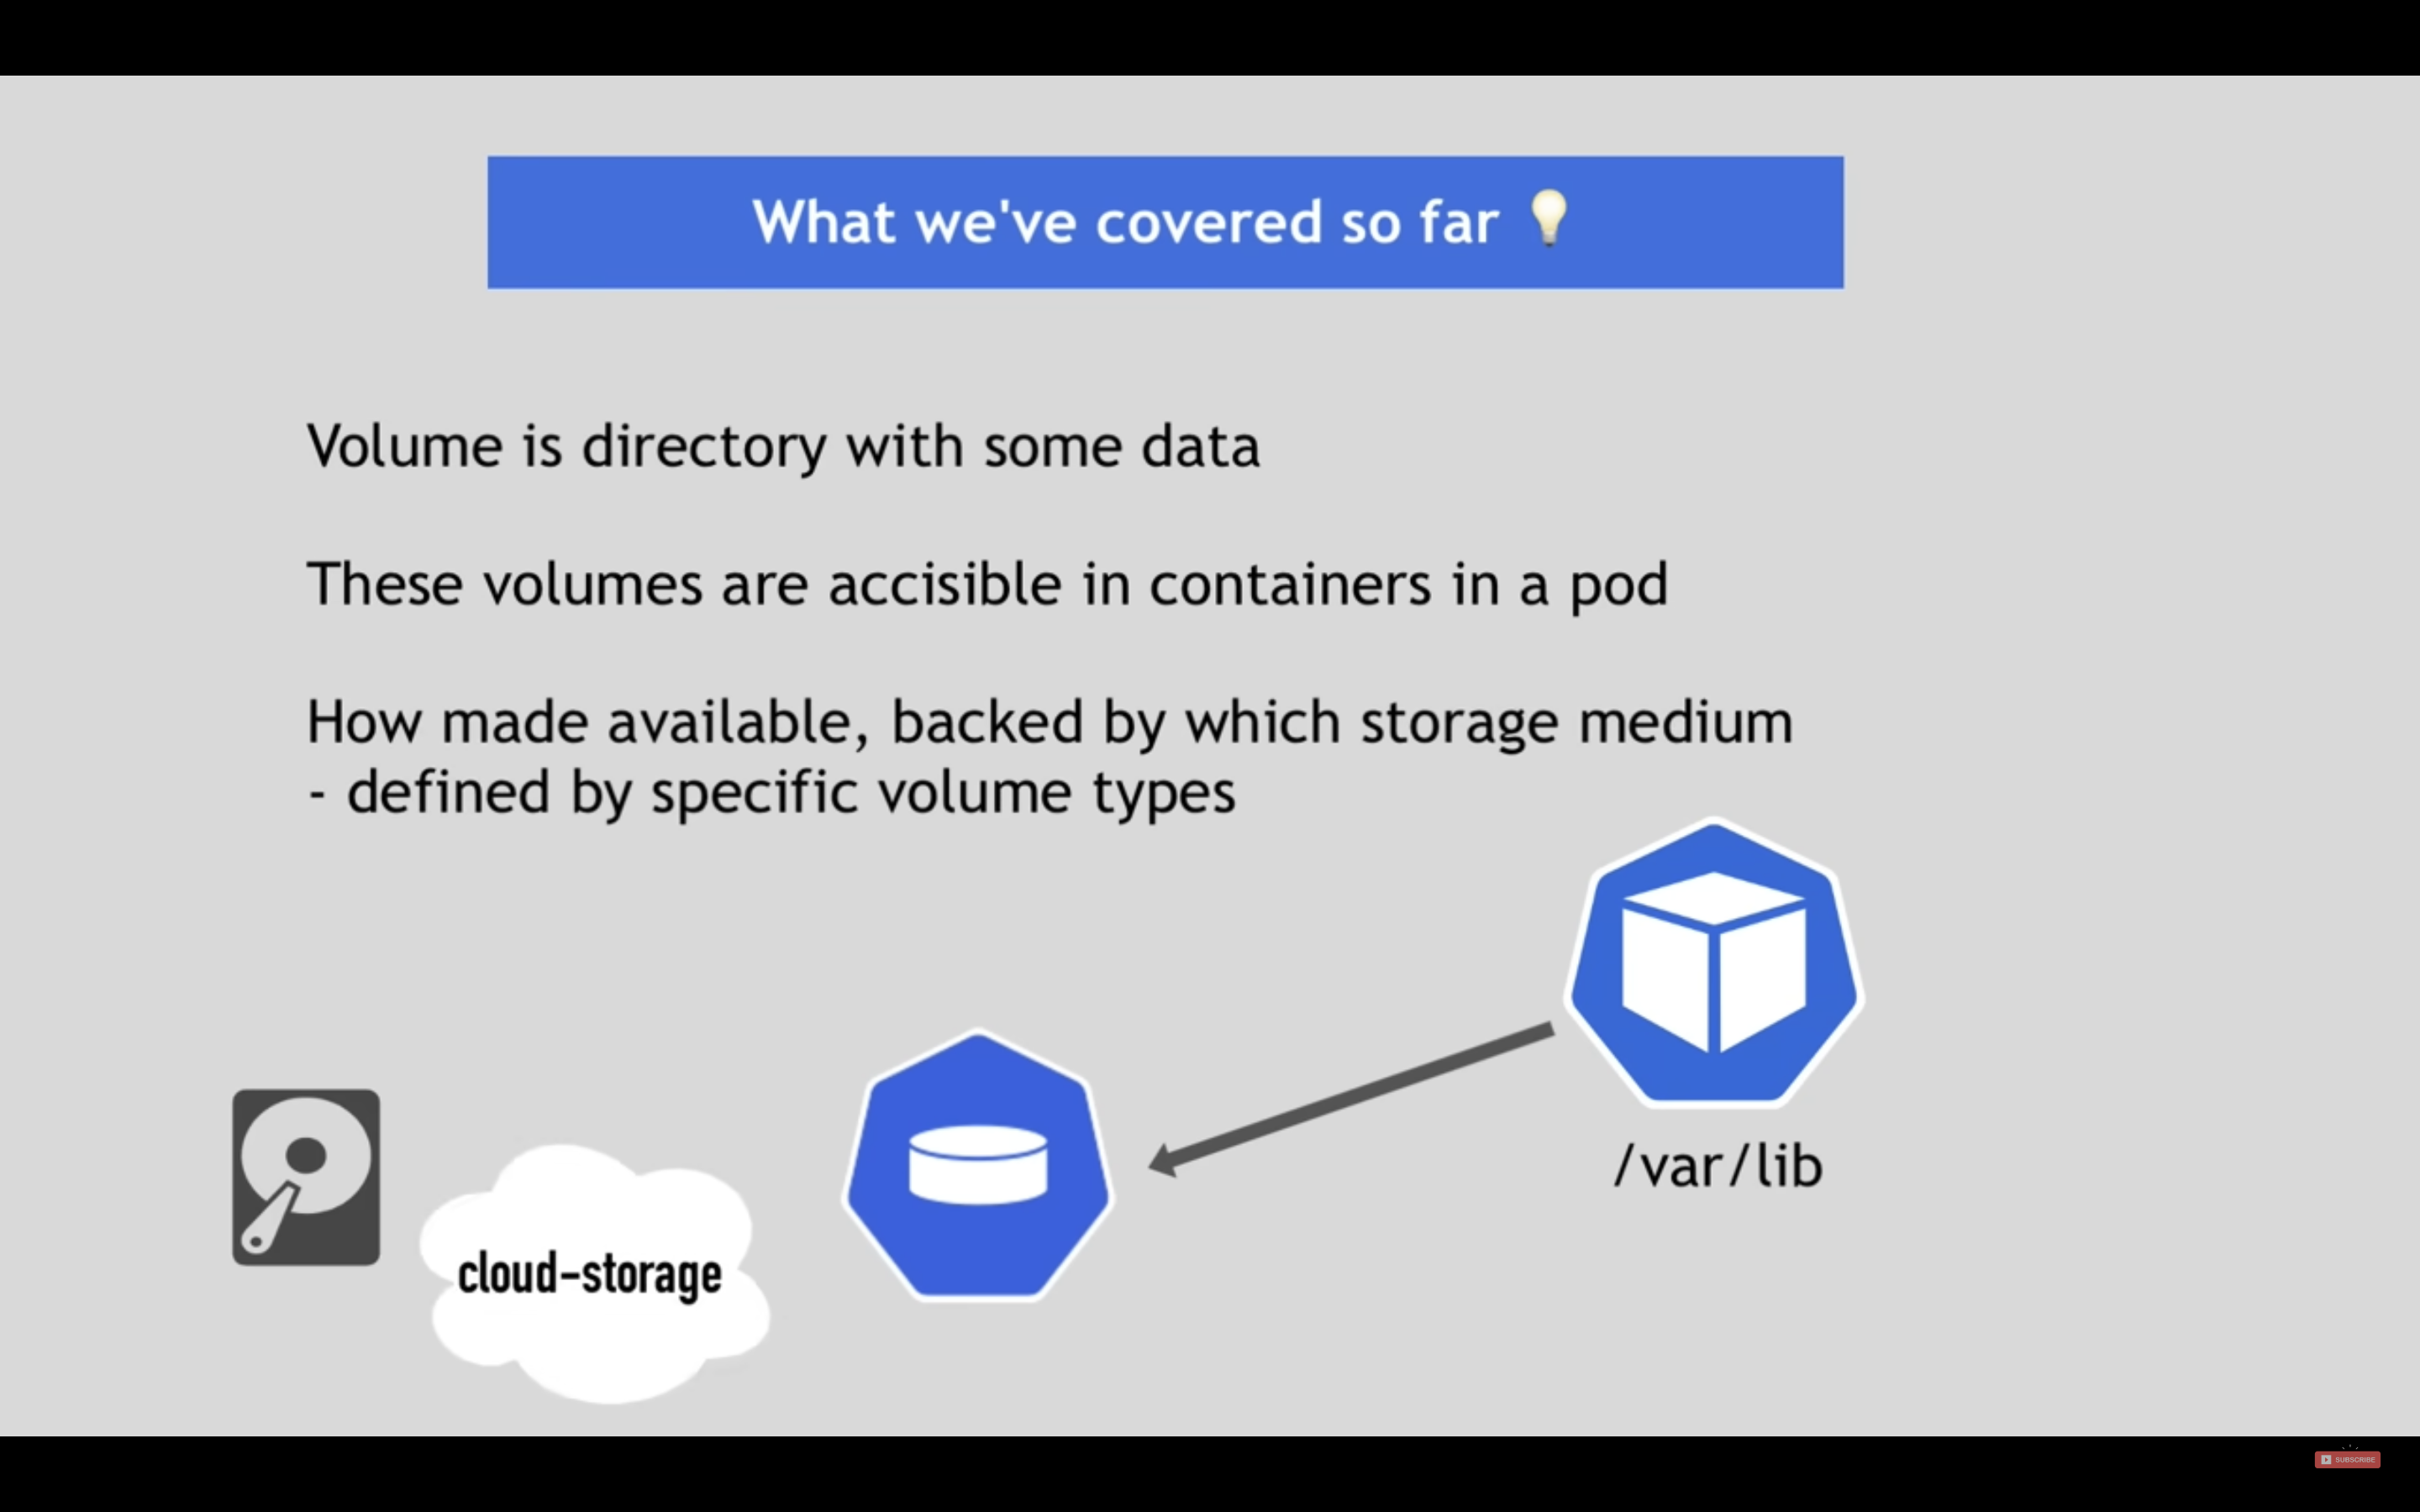 What we've covered so far 💡
Volume is directory with some data
These volumes are accisible in containers in a pod
How made available, backed by which storage medium
- defined by specific volume types
/var/lib
cloud-storage
SUBSCRIBE